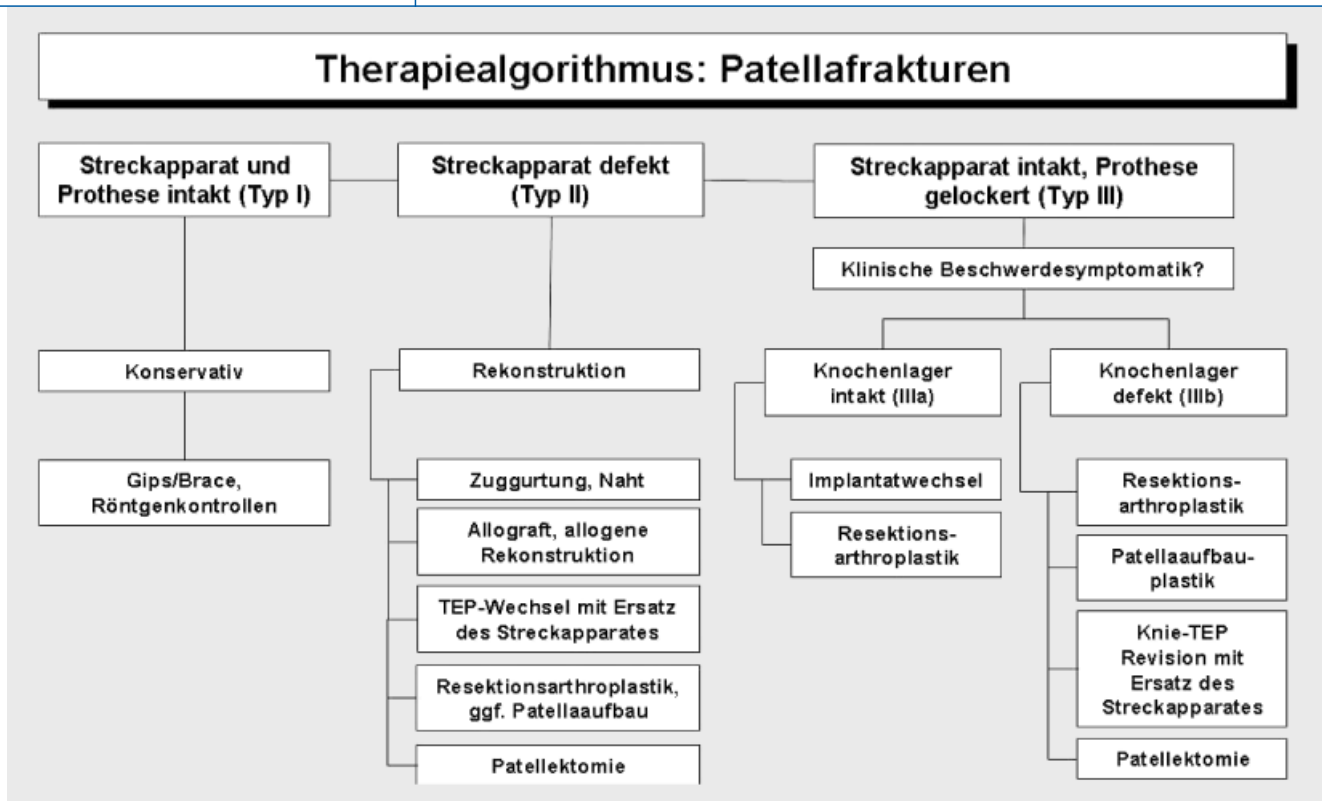 Therapiealgorithmus: Patellafrakturen
Streckapparat und
Prothese intakt (Typ I)
Streckapparat defekt
(Typ II)
Streckapparat intakt, Prothese
gelockert (Typ III)
Klinische Beschwerdesymptomatik?
Konservativ
Rekonstruktion
Knochenlager
intakt (IIIa)
Knochenlager
defekt (IIIb)
Gips/Brace,
Röntgenkontrollen
Zuggurtung, Naht
Allograft, allogene
Rekonstruktion
TEP-Wechsel mit Ersatz
des Streckapparates
Resektionsarthroplastik,
ggf. Patellaaufbau
Patellektomie
Implantatwechsel
Resektions-
arthroplastik
Resektions-
arthroplastik
Patellaaufbau-
plastik
Knie-TEP
Revision mit
Ersatz des
Streckapparates
Patellektomie